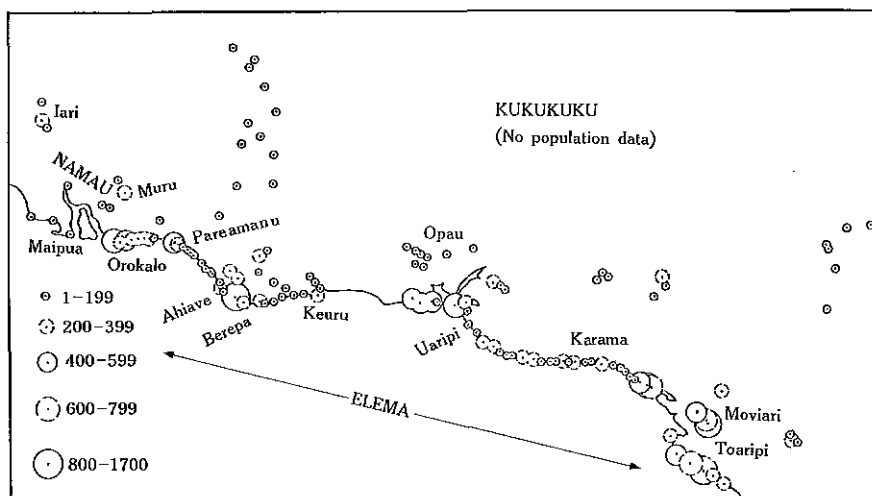 KUKUKUKU
(No population data)
Iari
NAMAU
Muru
Pareamanu
Opau
Maipua
Orokalo
Ahiave
Berepa
Keuru
Uaripi
Karama
ELEMA
Moviari
Toaripi
1-199
200-399
400-599
600-799
800-1700